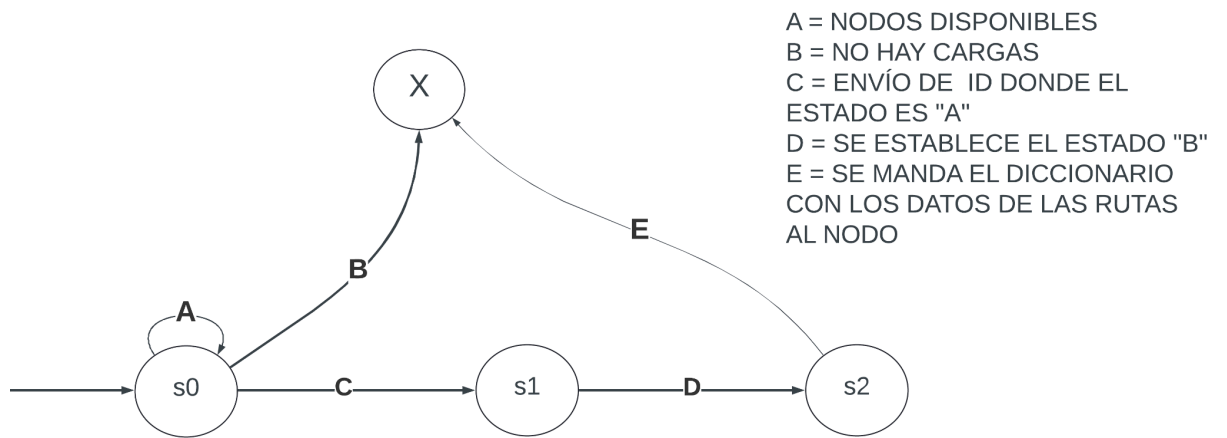 A = NODOS DISPONIBLES
B = NO HAY CARGAS
C = ENVÍO DE  ID DONDE EL
ESTADO ES "A"
D = SE ESTABLECE EL ESTADO "B"
E = SE MANDA EL DICCIONARIO
CON LOS DATOS DE LAS RUTAS
AL NODO
X
E
B
A
s0
C
s1
D
s2